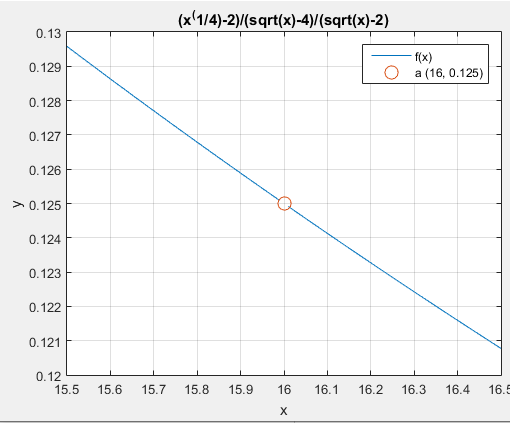 (x(1/4)-2)/(sqrt(x)-4)/(sqrt(x)-2)
0.13
0.129
0.128
0.127
0.126
0.125
0.124
0.123
0.122
0.121
0.12
y
f(x)
a (16, 0.125)
15.5 15.6 15.7 15.8 15.9 16 16.1 16.2 16.3 16.4 16.5
x